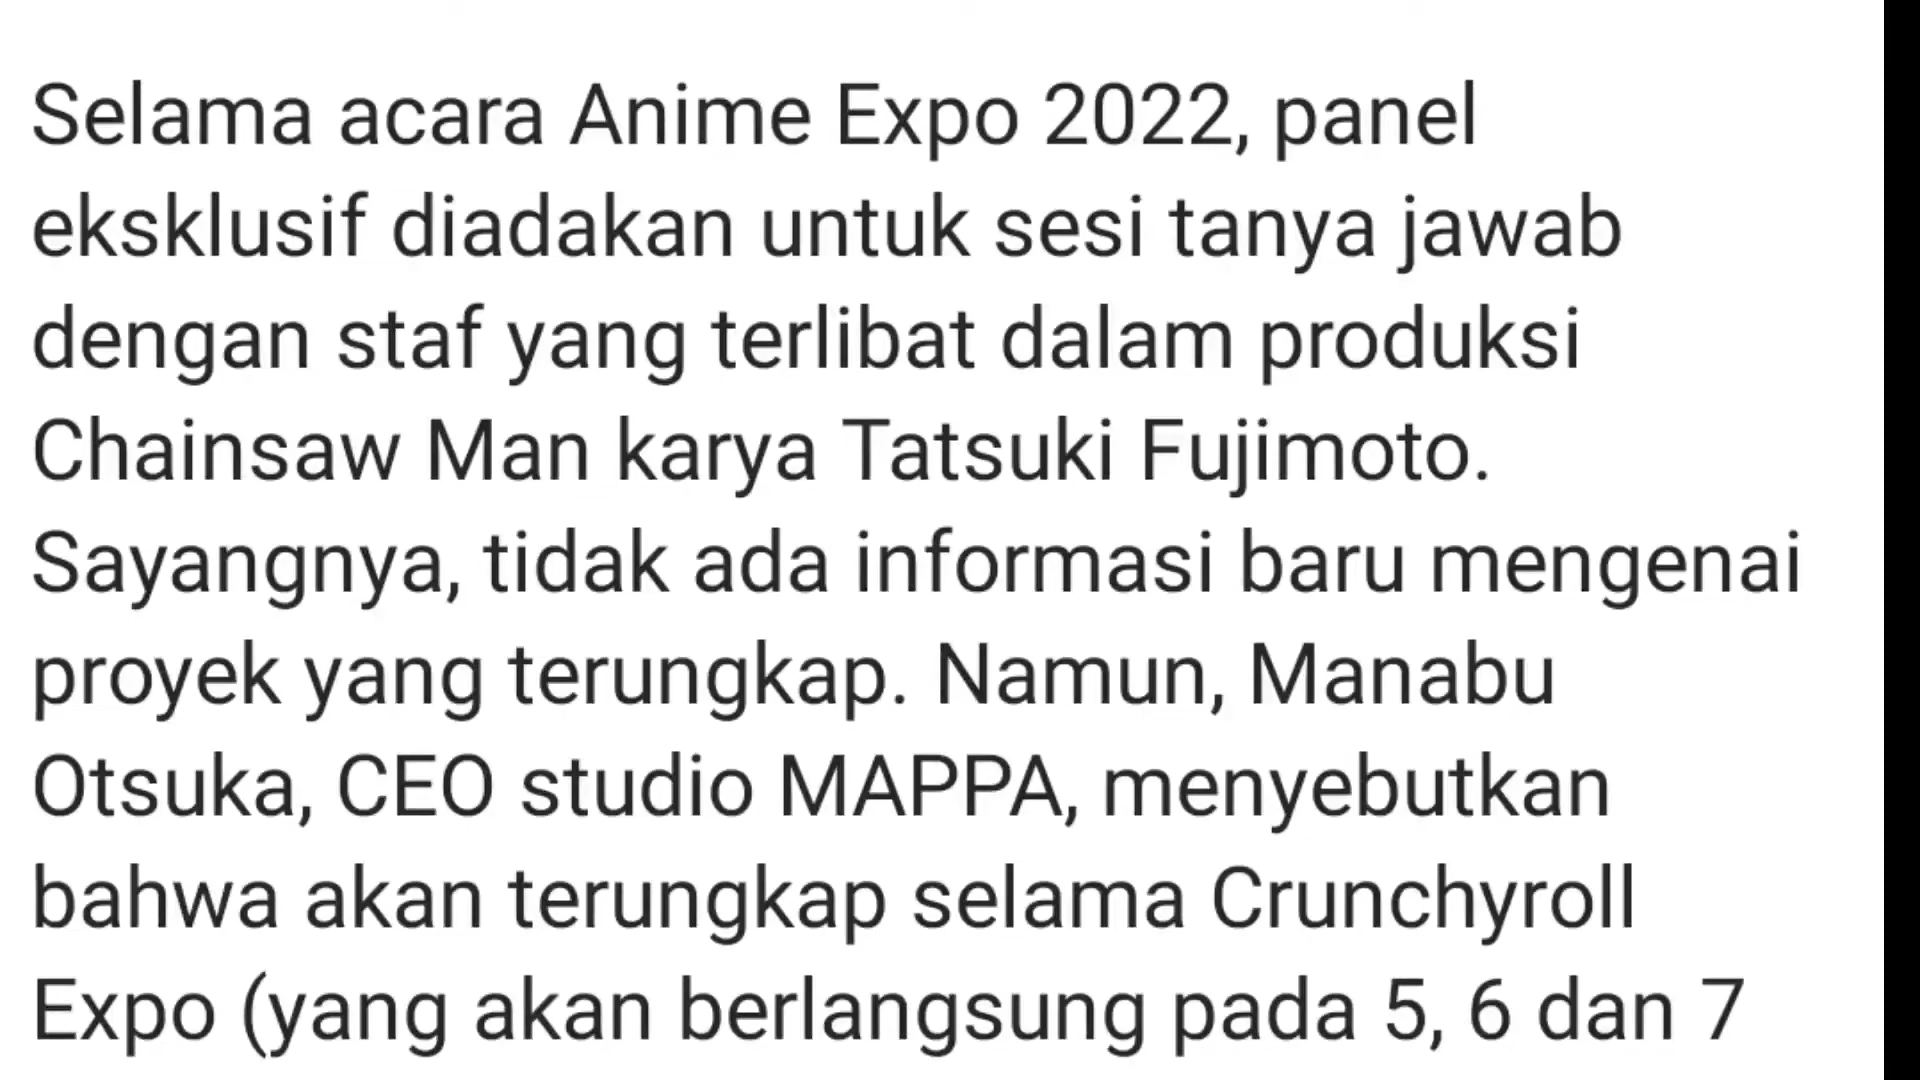 Selama acara Anime Expo 2022, panel
eksklusif diadakan untuk sesi tanya jawab
dengan staf yang terlibat dalam produksi
Chainsaw Man karya Tatsuki Fujimoto.
Sayangnya, tidak ada informasi baru mengenai
proyek yang terungkap. Namun, Manabu
Otsuka, CEO studio MAPPA, menyebutkan
bahwa akan terungkap selama Crunchyroll
Expo (yang akan berlangsung pada 5, 6 dan 7